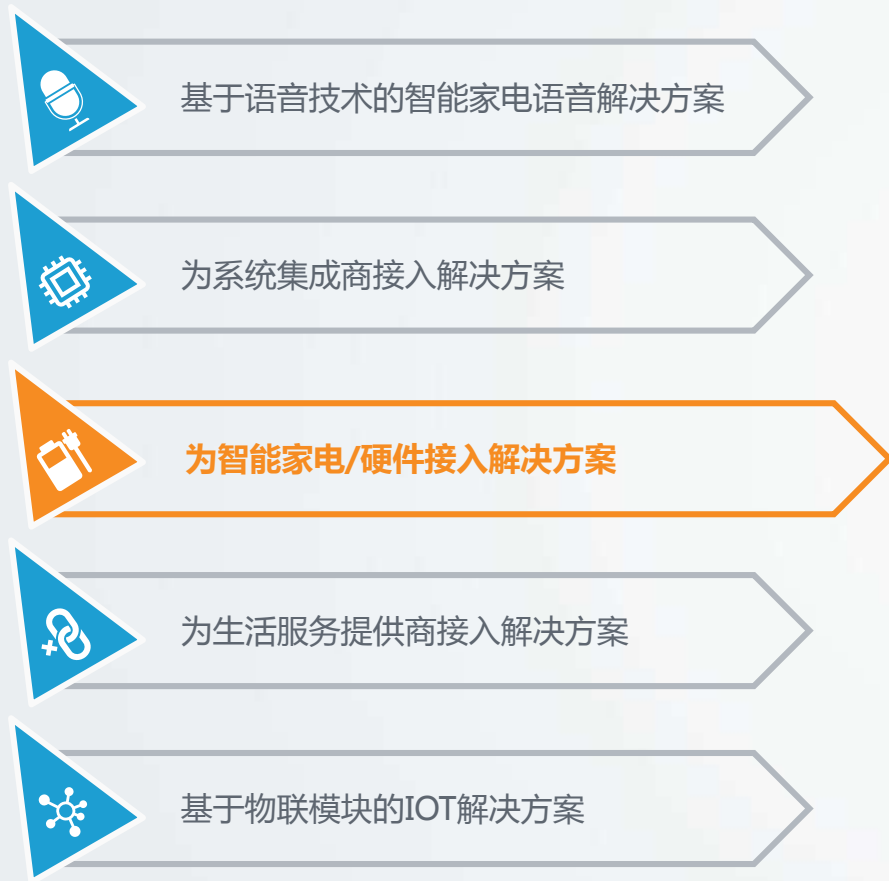 基于语音技术的智能家电语音解决方案
为系统集成商接入解决方案
为智能家电/硬件接入解决方案
为生活服务提供商接入解决方案
基于物联模块的IOT解决方案